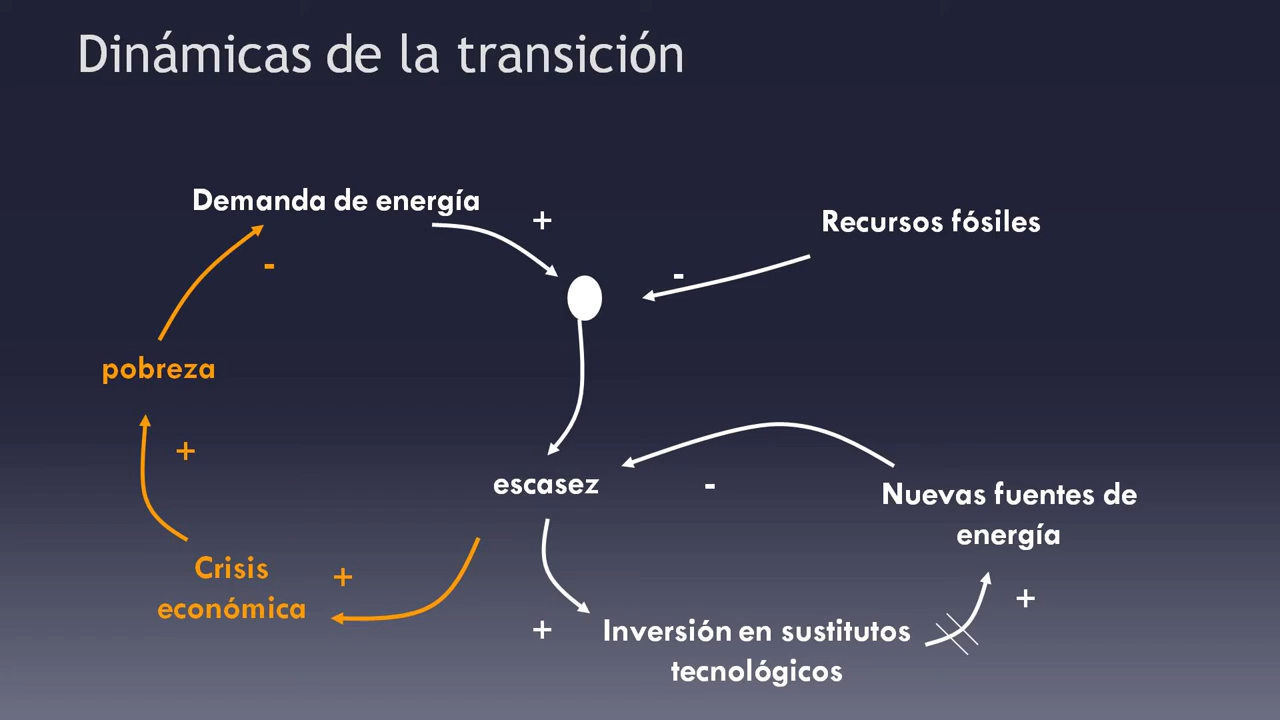 Dinámicas de la transición
Demanda de energía
+
Recursos fósiles
-
-
pobreza
+
escasez
-
Nuevas fuentes de
energía
Crisis
económica
+
+
+
Inversión en sustitutos
tecnológicos